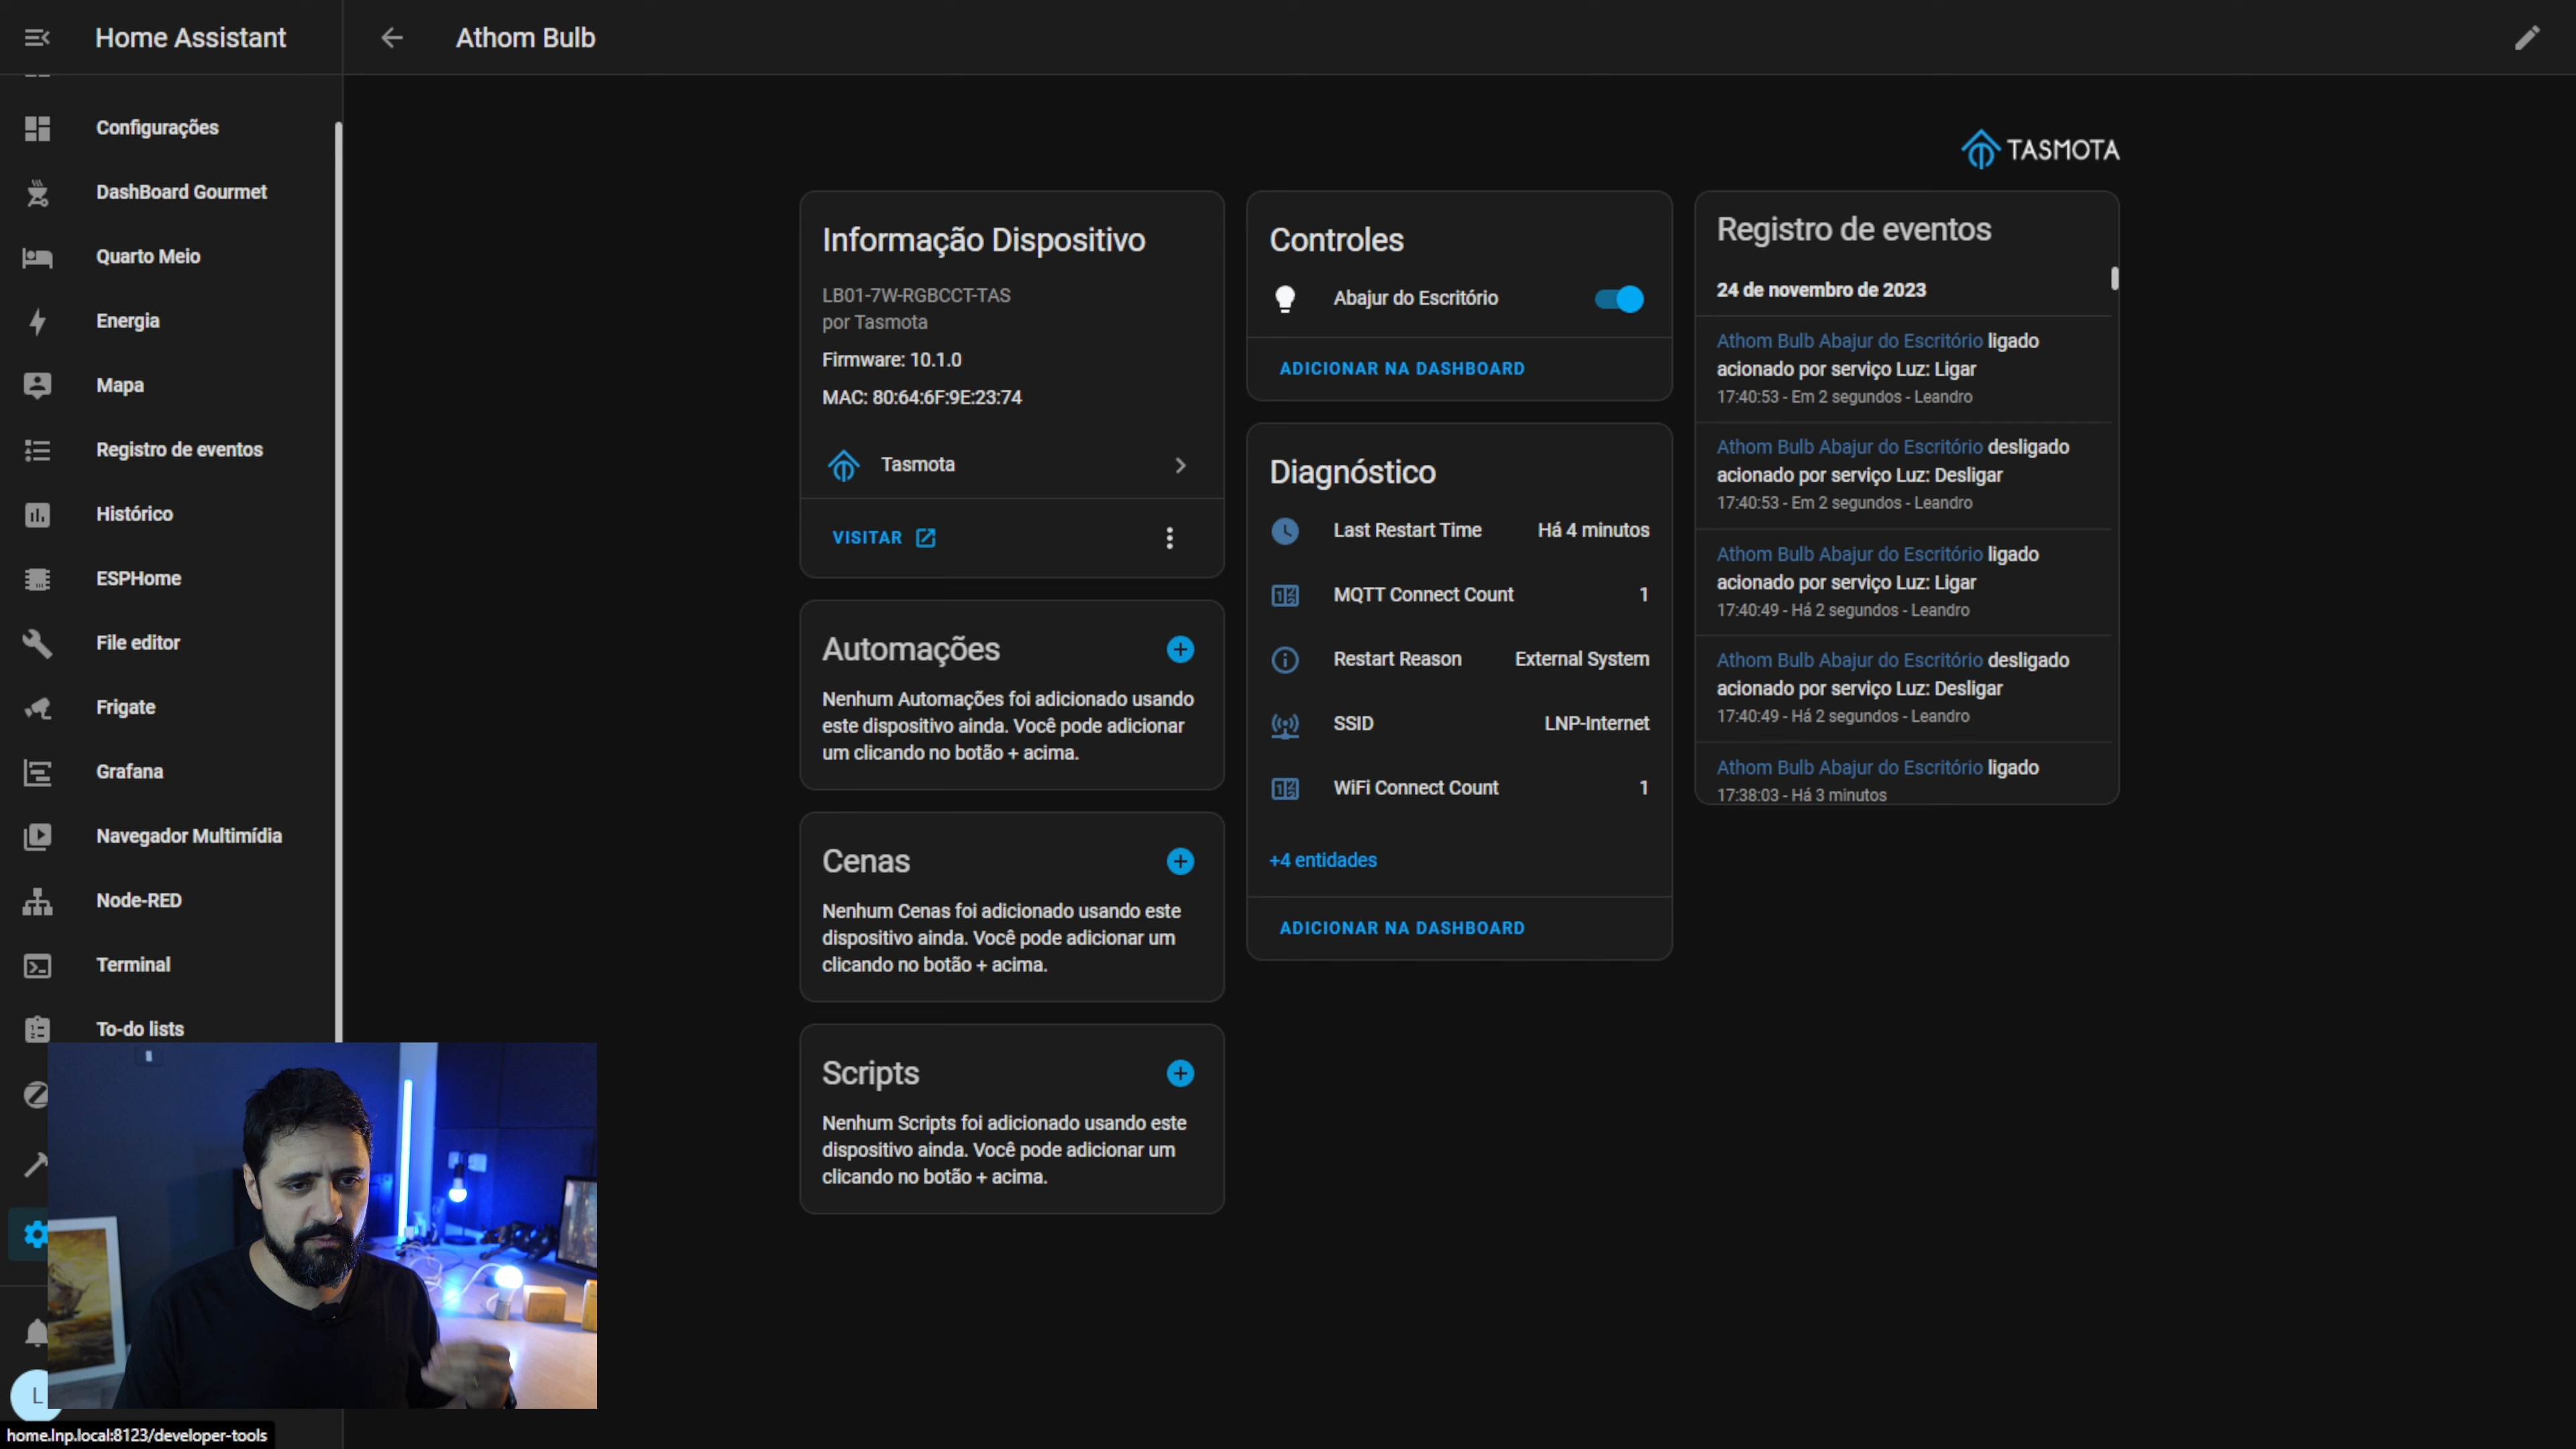 Home Assistant
Athom Bulb
Configurações
DashBoard Gourmet
Quarto Meio
Energia
Mapa
Registro de eventos
Histórico
ESPHome
File editor
Frigate
Grafana
Navegador Multimídia
Node-RED
Terminal
To-do lists
L
home.lnp.local:8123/developer-tools
TASMOTA
Informação Dispositivo
LB01-7W-RGBCCT-TAS
por Tasmota
Firmware: 10.1.0
MAC: 80:64:6F:9E:23:74
Tasmota
VISITAR
Automações
Nenhum Automações foi adicionado usando
este dispositivo ainda. Você pode adicionar
um clicando no botão + acima.
Cenas
Nenhum Cenas foi adicionado usando este
dispositivo ainda. Você pode adicionar um
clicando no botão + acima.
Scripts
Nenhum Scripts foi adicionado usando este
dispositivo ainda. Você pode adicionar um
clicando no botão + acima.
Controles
Abajur do Escritório
ADICIONAR NA DASHBOARD
Diagnóstico
Last Restart Time Há 4 minutos
MQTT Connect Count 1
Restart Reason External System
SSID LNP-Internet
WiFi Connect Count 1
+4 entidades
ADICIONAR NA DASHBOARD
Registro de eventos
24 de novembro de 2023
Athom Bulb Abajur do Escritório ligado
acionado por serviço Luz: Ligar
17:40:53 - Em 2 segundos - Leandro
Athom Bulb Abajur do Escritório desligado
acionado por serviço Luz: Desligar
17:40:53 - Em 2 segundos - Leandro
Athom Bulb Abajur do Escritório ligado
acionado por serviço Luz: Ligar
17:40:49 - Há 2 segundos - Leandro
Athom Bulb Abajur do Escritório desligado
acionado por serviço Luz: Desligar
17:40:49 - Há 2 segundos - Leandro
Athom Bulb Abajur do Escritório ligado
17:38:03 - Há 3 minutos